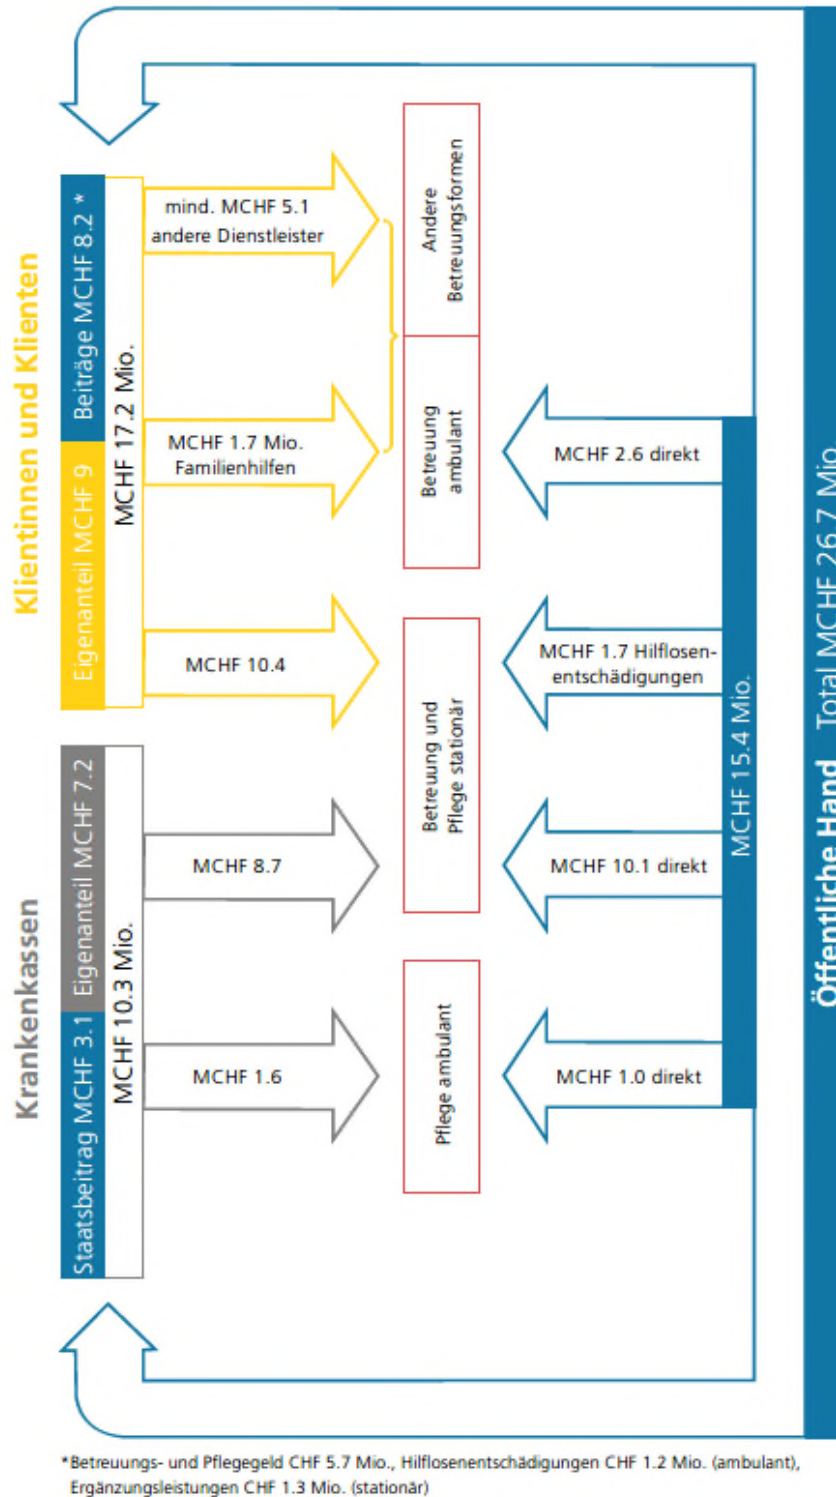 Klientinnen und Klienten
Beiträge MCHF 8.2 *
Eigenanteil MCHF 9
MCHF 17.2 Mio.
mind. MCHF 5.1
andere Dienstleister
MCHF 1.7 Mio.
Familienhilfen
MCHF 10.4
Krankenkassen
Staatsbeitrag MCHF 3.1
Eigenanteil MCHF 7.2
MCHF 10.3 Mio.
MCHF 8.7
MCHF 1.6
Andere
Betreuungsformen
Betreuung
ambulant
Betreuung und
Pflege stationär
Pflege ambulant
MCHF 2.6 direkt
MCHF 1.7 Hilflosen-
entschädigungen
MCHF 10.1 direkt
MCHF 1.0 direkt
MCHF 15.4 Mio.
Öffentliche Hand Total MCHF 26.7 Mio.
*Betreuungs- und Pflegegeld CHF 5.7 Mio., Hilflosenentschädigungen CHF 1.2 Mio. (ambulant),
Ergänzungsleistungen CHF 1.3 Mio. (stationär)